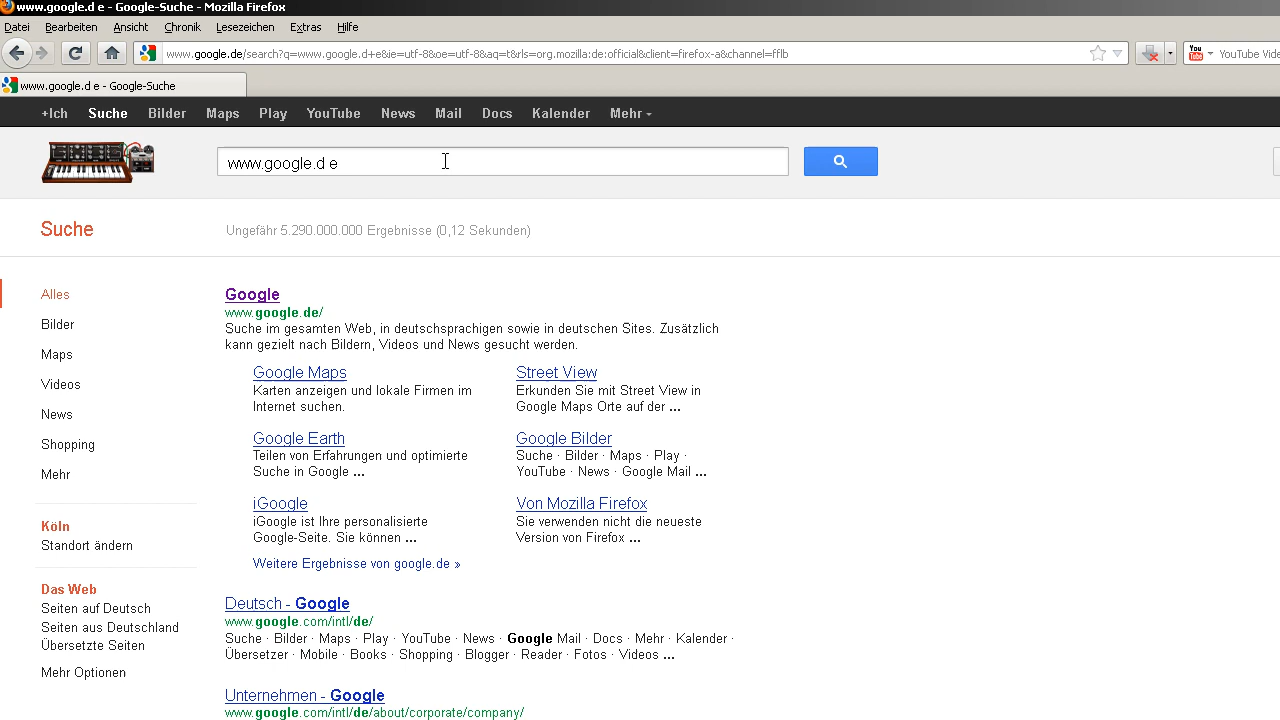 www.google.d e - Google-Suche - Mozilla Firefox
Datei Bearbeiten Ansicht Chronik Lesezeichen Extras Hilfe
www.google.de/search?q=www.google.d+e&ie=utf-8&oe=utf-8&aq=t&rls=org.mozilla:de:official&client=firefox-a&channel=fflb
You Tube YouTube Vide
www.google.d e - Google-Suche
+Ich Suche Bilder Maps Play YouTube News Mail Docs Kalender Mehr
www.google.d e
Suche
Ungefähr 5.290.000.000 Ergebnisse (0,12 Sekunden)
Alles
Bilder
Maps
Videos
News
Shopping
Mehr
Köln
Standort ändern
Das Web
Seiten auf Deutsch
Seiten aus Deutschland
Übersetzte Seiten
Mehr Optionen
Google
www.google.de/
Suche im gesamten Web, in deutschsprachigen sowie in deutschen Sites. Zusätzlich
kann gezielt nach Bildern, Videos und News gesucht werden.
Google Maps
Karten anzeigen und lokale Firmen im
Internet suchen.
Street View
Erkunden Sie mit Street View in
Google Maps Orte auf der ...
Google Earth
Teilen von Erfahrungen und optimierte
Suche in Google ...
Google Bilder
Suche · Bilder · Maps · Play ·
YouTube · News · Google Mail ...
iGoogle
iGoogle ist Ihre personalisierte
Google-Seite. Sie können ...
Von Mozilla Firefox
Sie verwenden nicht die neueste
Version von Firefox ...
Weitere Ergebnisse von google.de »
Deutsch - Google
www.google.com/intl/de/
Suche · Bilder · Maps · Play · YouTube · News · Google Mail · Docs · Mehr · Kalender ·
Übersetzer · Mobile · Books · Shopping · Blogger · Reader · Fotos · Videos ...
Unternehmen - Google
www.google.com/intl/de/about/corporate/company/